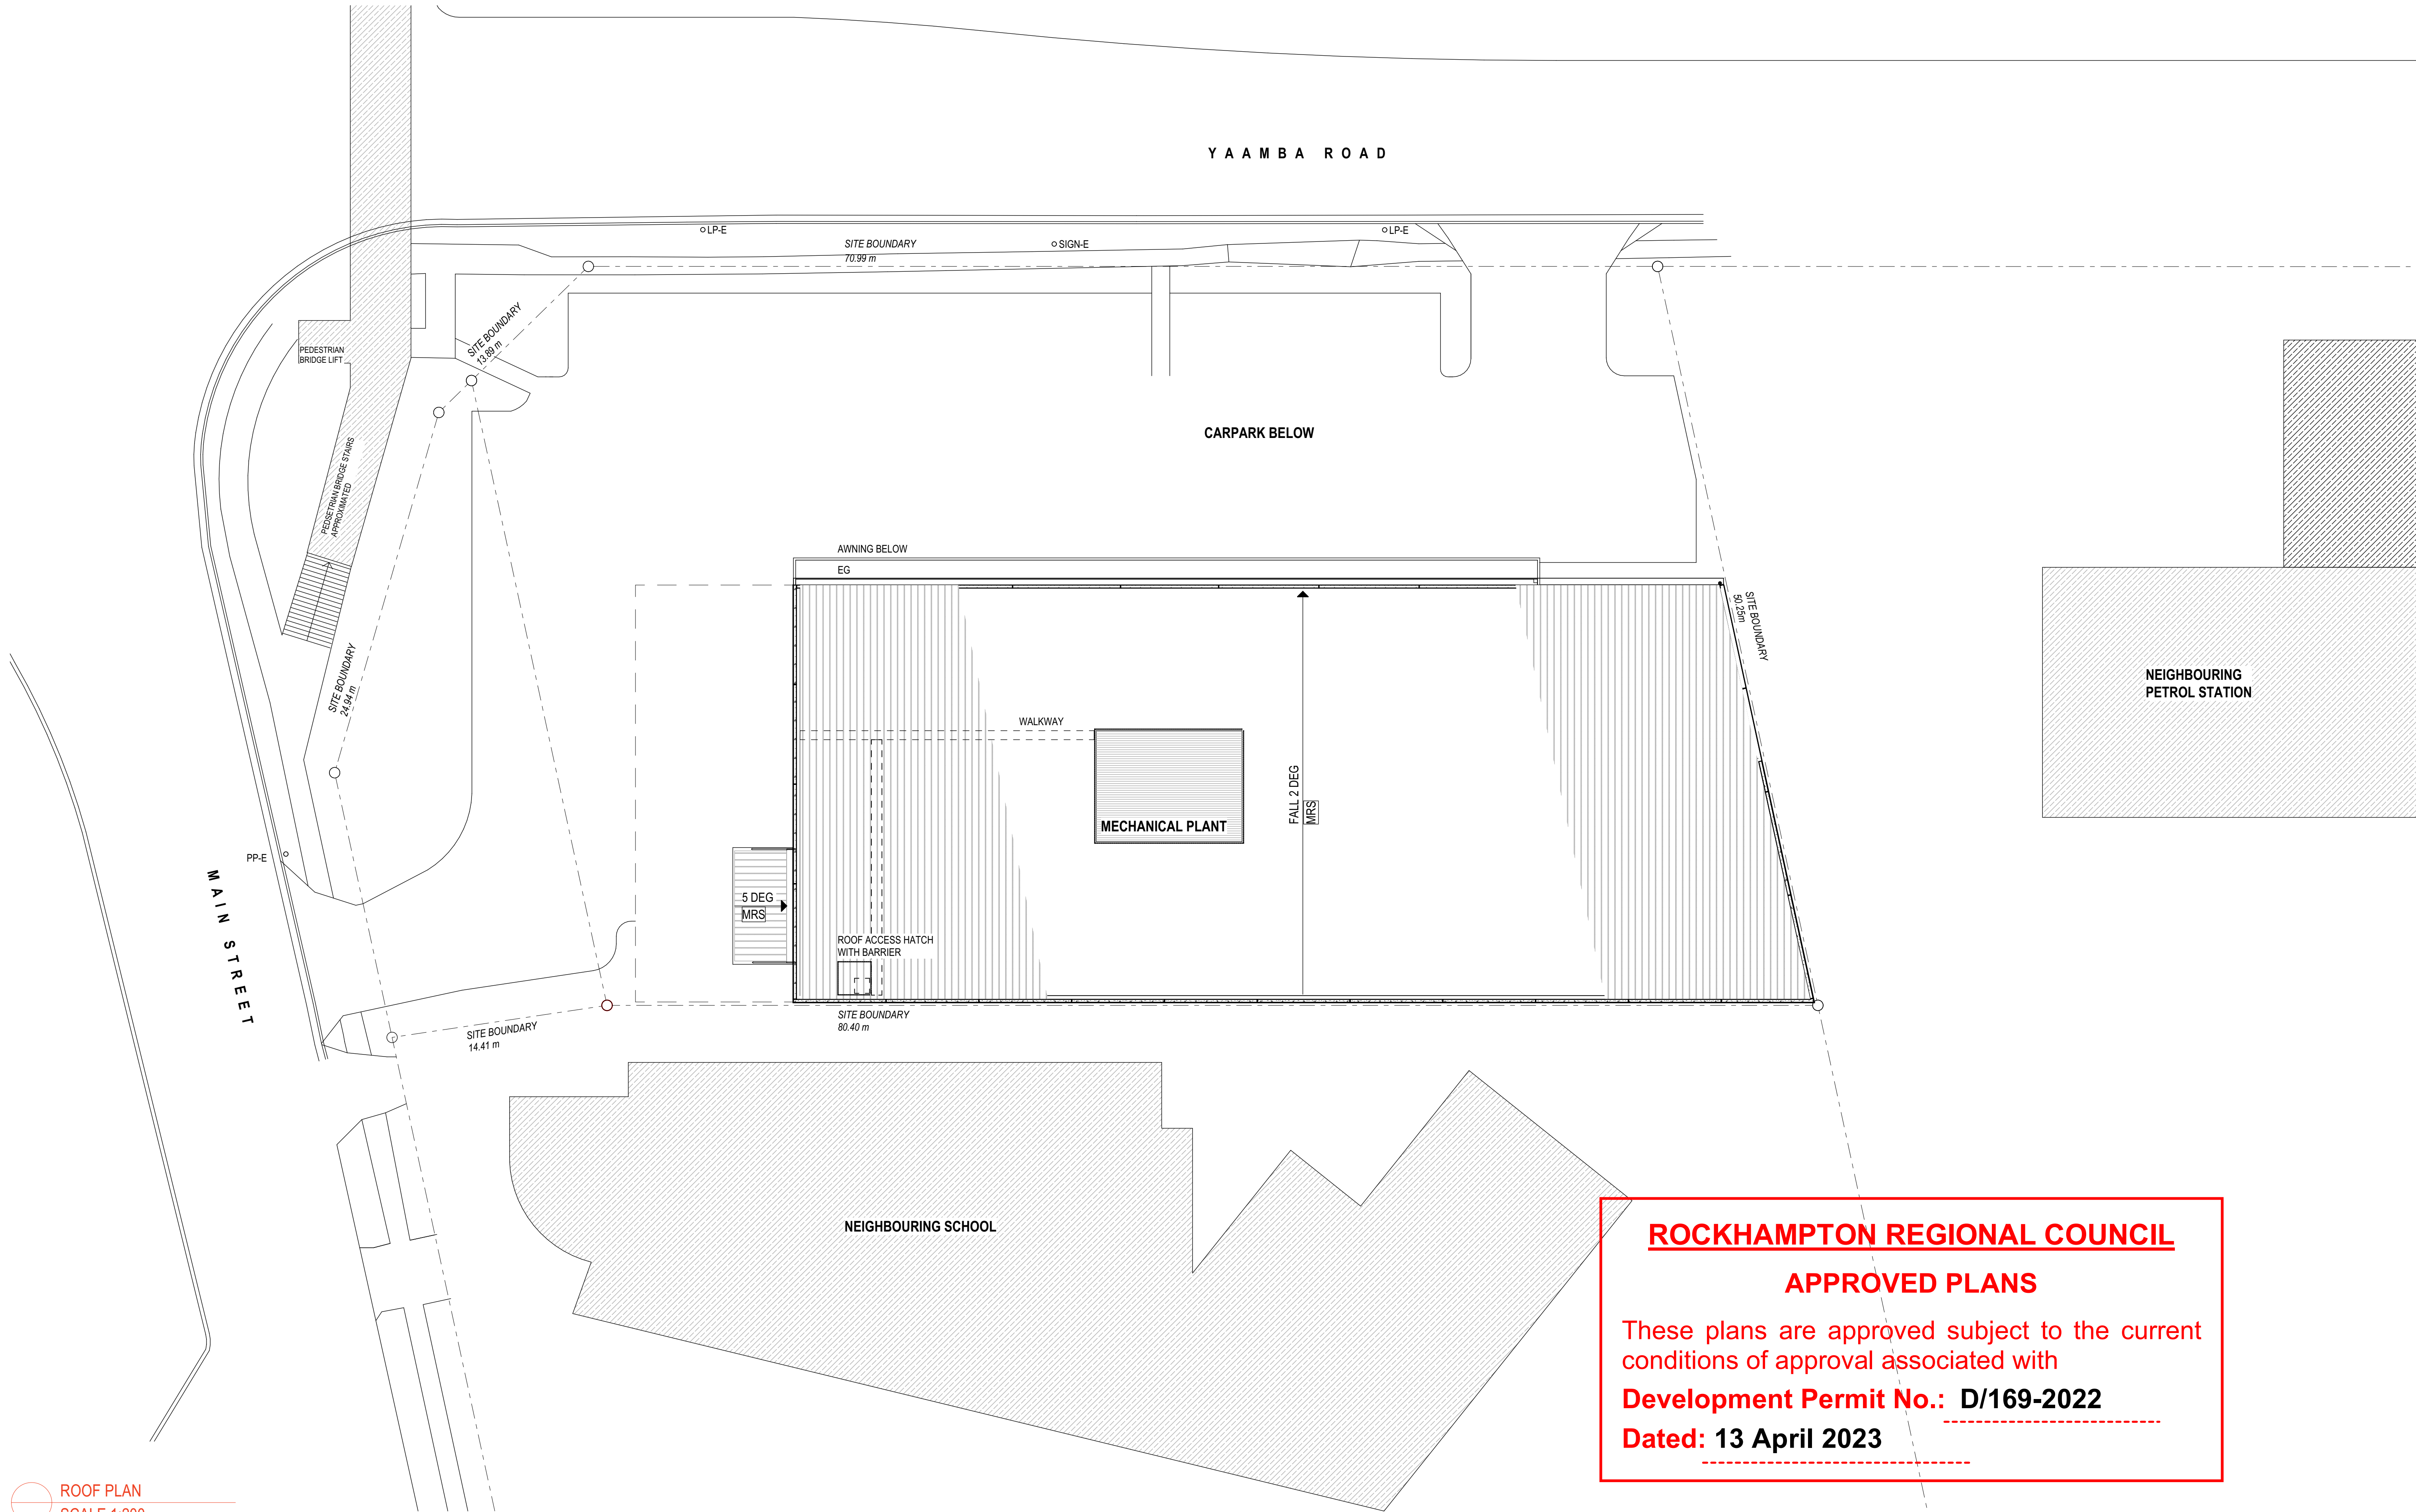 YAAMBA ROAD
LP-E
SIGN-E
LP-E
SITE BOUNDARY
70.99 m
SITE BOUNDARY
13.89 m
PEDESTRIAN
BRIDGE LIFT
PEDSETRIAN BRIDGE STAIRS
APPROXIMATED
CARPARK BELOW
AWNING BELOW
EG
SITE BOUNDARY
50.25m
SITE BOUNDARY
24.94 m
NEIGHBOURING
PETROL STATION
WALKWAY
MECHANICAL PLANT
FALL 2 DEG
MRS
PP-E
MAIN STREET
5 DEG
MRS
ROOF ACCESS HATCH
WITH BARRIER
SITE BOUNDARY
80.40 m
SITE BOUNDARY
14.41 m
NEIGHBOURING SCHOOL
ROCKHAMPTON REGIONAL COUNCIL
APPROVED PLANS
These plans are approved subject to the current
conditions of approval associated with
Development Permit No.: D/169-2022
Dated: 13 April 2023
ROOF PLAN